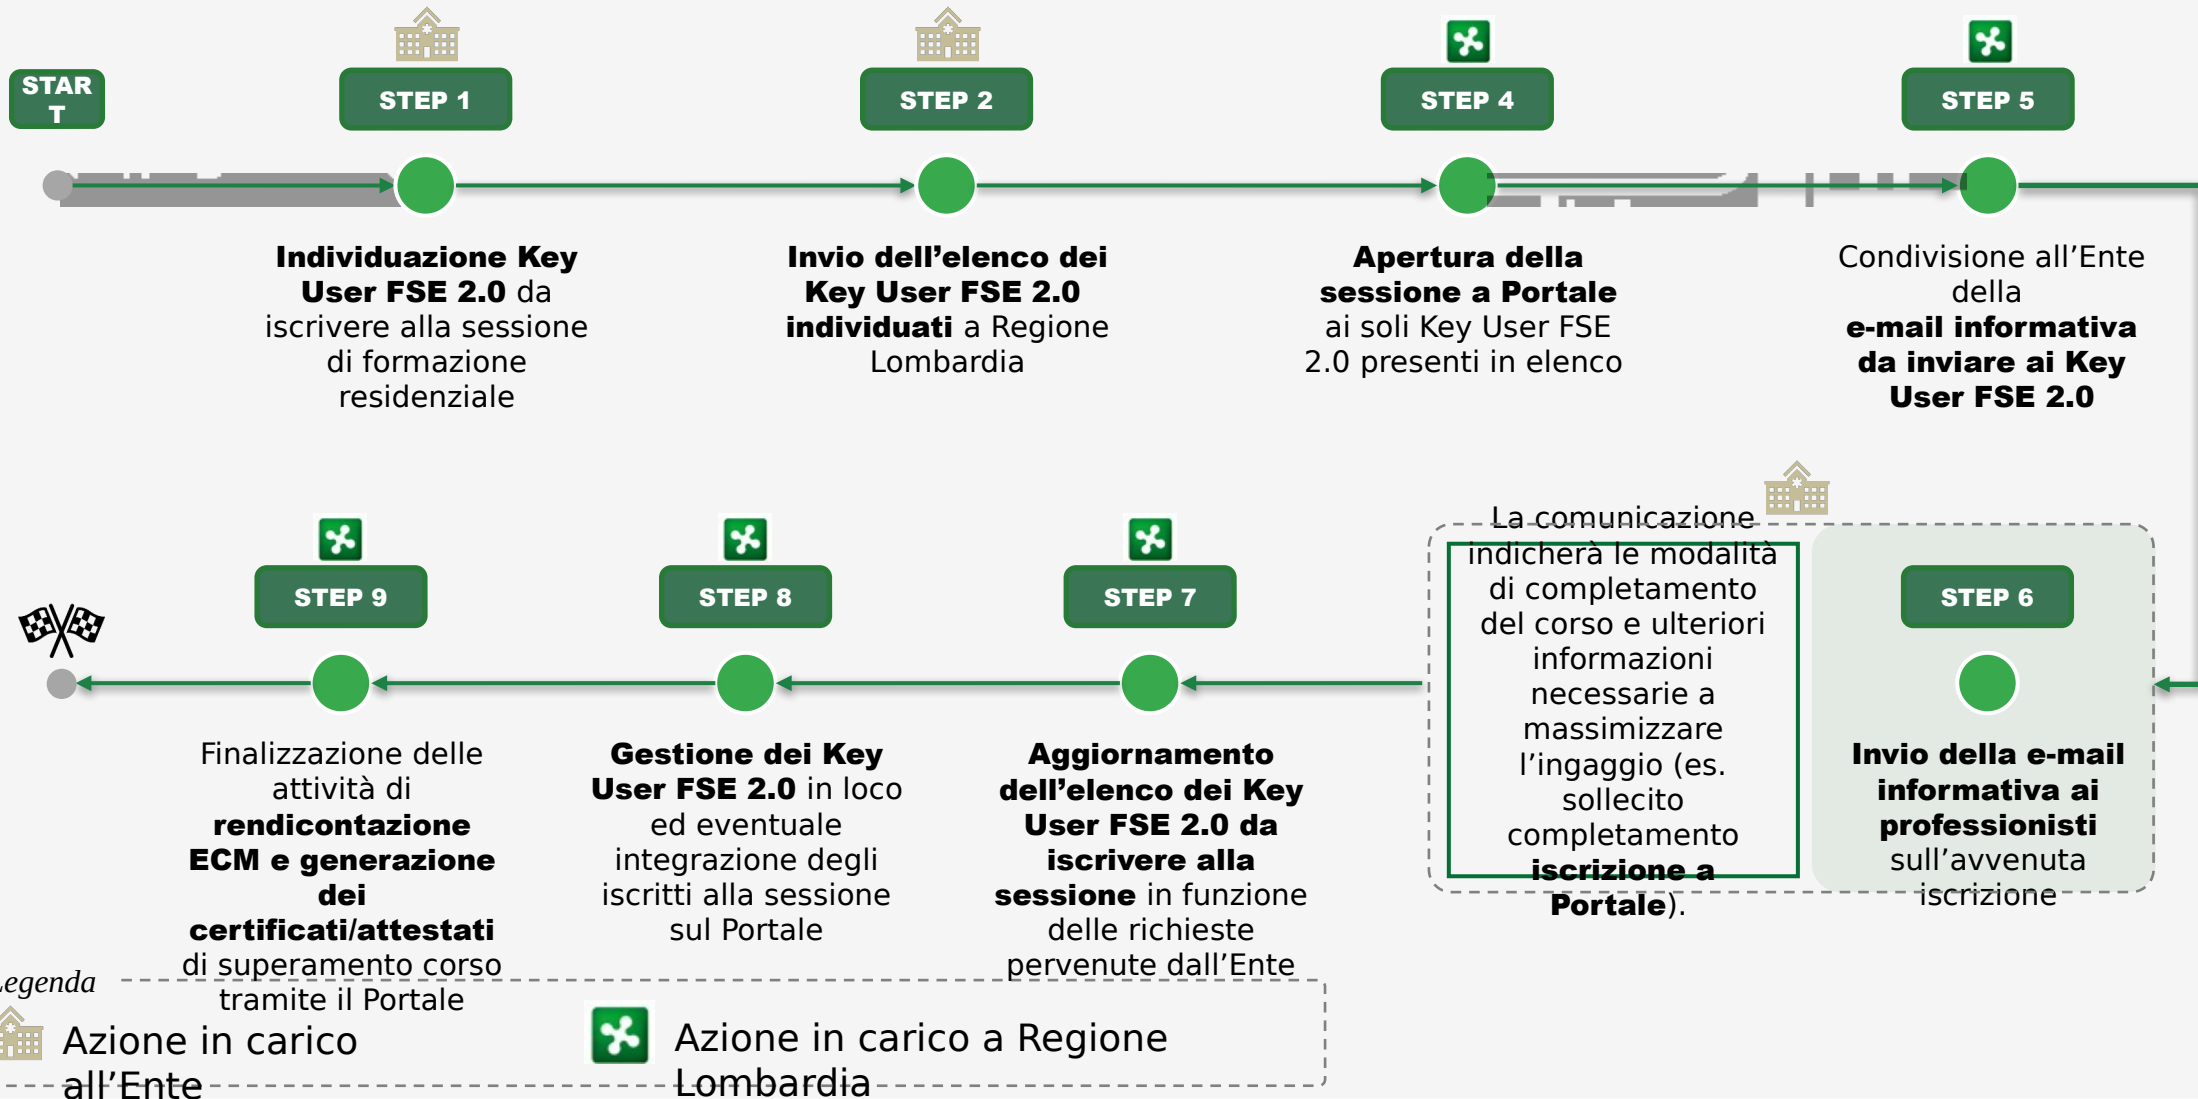 STAR
T
STEP 1
STEP 2
STEP 4
STEP 5
Individuazione Key
User FSE 2.0 da
iscrivere alla sessione
di formazione
residenziale
Invio dell’elenco dei
Key User FSE 2.0
individuati a Regione
Lombardia
Apertura della
sessione a Portale
ai soli Key User FSE
2.0 presenti in elenco
Condivisione all’Ente
della
e-mail informativa
da inviare ai Key
User FSE 2.0
STEP 6
Invio della e-mail
informativa ai
professionisti
sull’avvenuta
iscrizione
La comunicazione
indicherà le modalità
di completamento
del corso e ulteriori
informazioni
necessarie a
massimizzare
l’ingaggio (es.
sollecito
completamento
iscrizione a
Portale).
STEP 7
Aggiornamento
dell’elenco dei Key
User FSE 2.0 da
iscrivere alla
sessione in funzione
delle richieste
pervenute dall’Ente
STEP 8
Gestione dei Key
User FSE 2.0 in loco
ed eventuale
integrazione degli
iscritti alla sessione
sul Portale
STEP 9
Finalizzazione delle
attività di
rendicontazione
ECM e generazione
dei
certificati/attestati
di superamento corso
tramite il Portale
Legenda
Azione in carico
all’Ente
Azione in carico a Regione
Lombardia